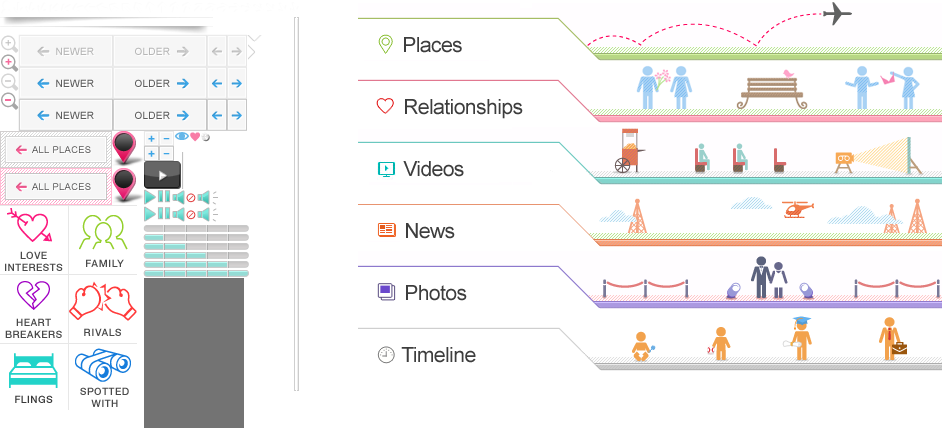 NEWER OLDER
NEWER OLDER
NEWER OLDER
ALL PLACES
ALL PLACES
LOVE
INTERESTS
FAMILY
HEART
BREAKERS
RIVALS
FLINGS
SPOTTED
WITH
Places
Relationships
Videos
News
Photos
Timeline